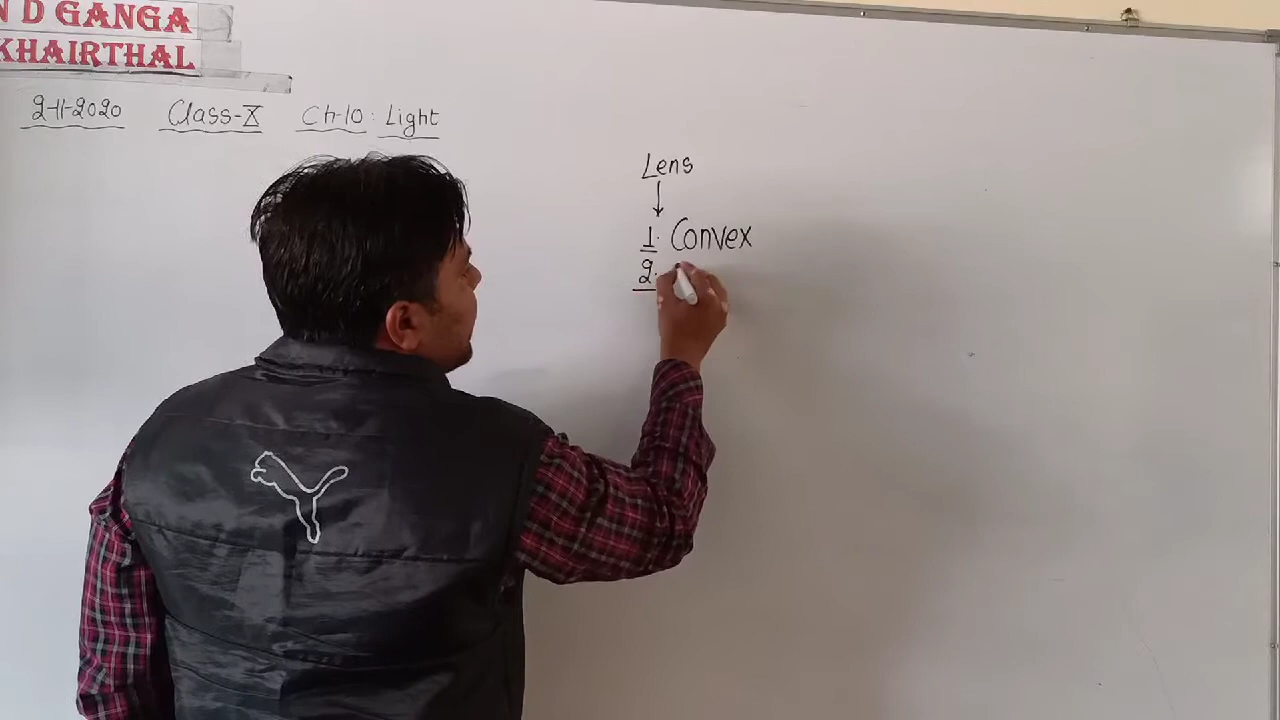 N D GANGA
KHAIRTHAL
2-11-2020 Class-X Ch-10: Light
Lens
1. Convex
2.